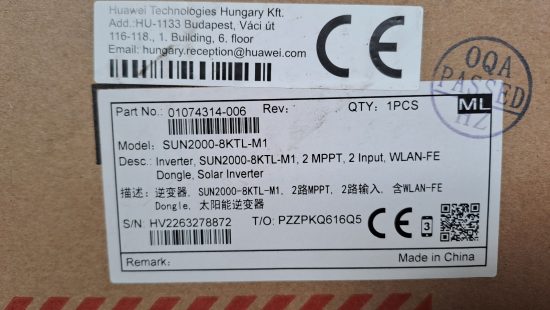 Huawei Technologies Hungary Kft.
Add.:HU-1133 Budapest, Váci út
116-118., 1. Building, 6. floor
Email: hungary.reception@huawei.com
CE
OQA
PASSED
HZ
Part No.: 01074314-006 Rev: QTY: 1PCS ML
Model: SUN2000-8KTL-M1
Desc.: Inverter, SUN2000-8KTL-M1, 2 MPPT, 2 Input, WLAN-FE
Dongle, Solar Inverter
描述: 逆变器, SUN2000-8KTL-M1, 2路MPPT, 2路输入, 含WLAN-FE
Dongle, 太阳能逆变器
S/N: HV2263278872 T/O: PZZPKQ616Q5 CE 3
Remark: Made in China